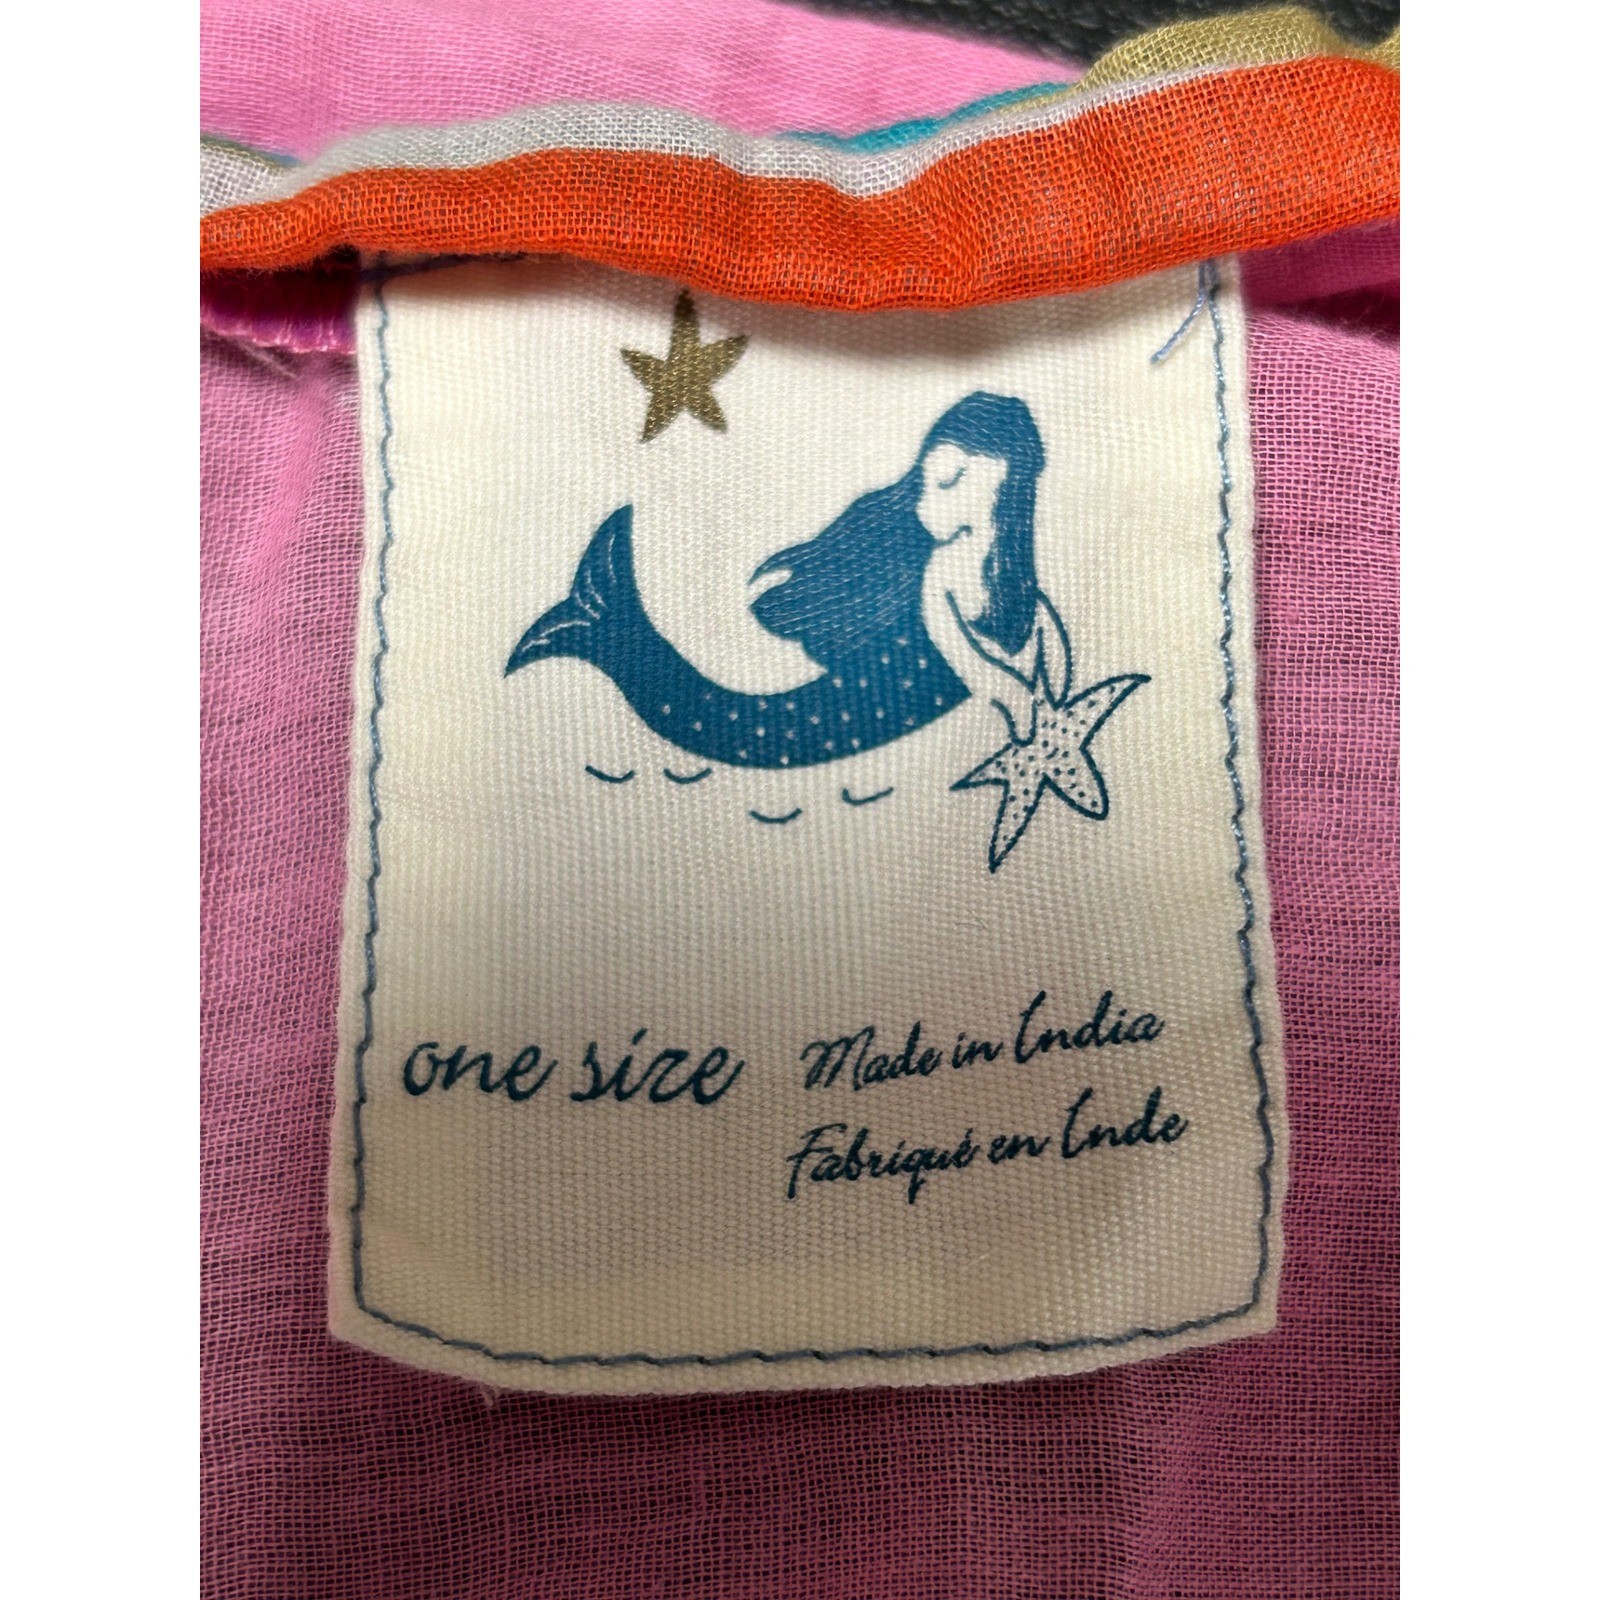 one size
Made in India
Fabriqué en Inde